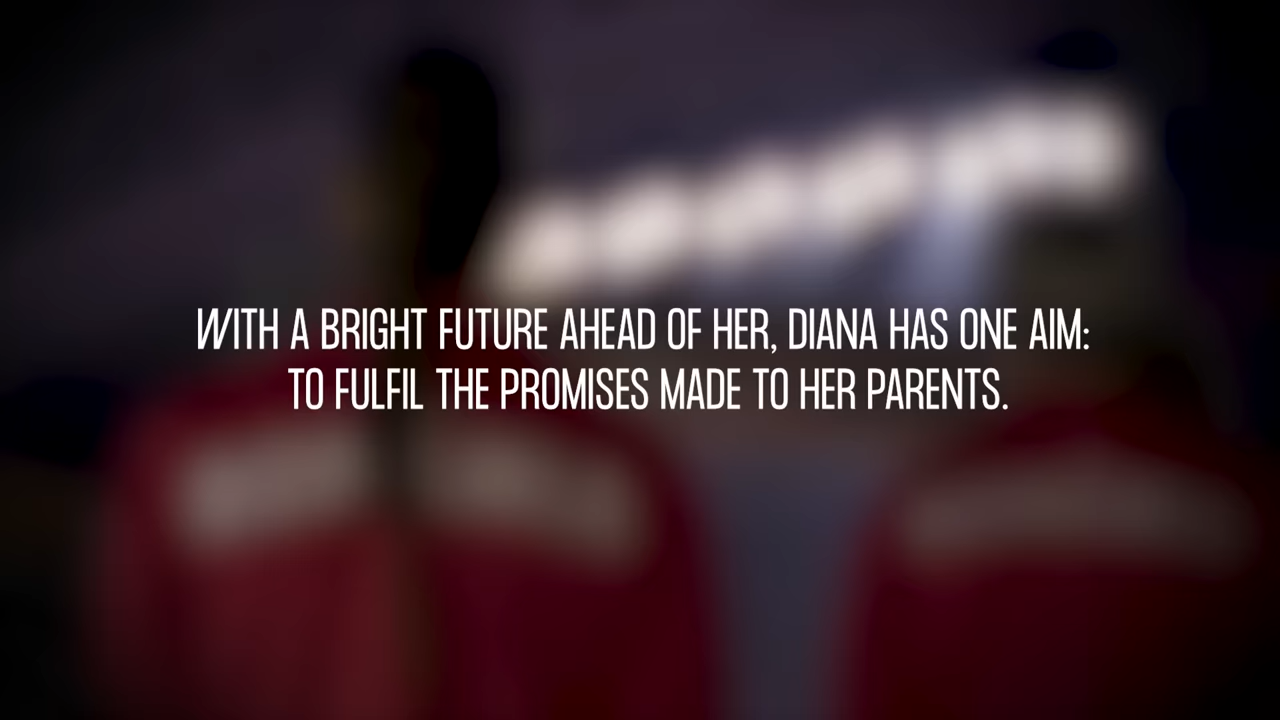 WITH A BRIGHT FUTURE AHEAD OF HER, DIANA HAS ONE AIM:
TO FULFIL THE PROMISES MADE TO HER PARENTS.